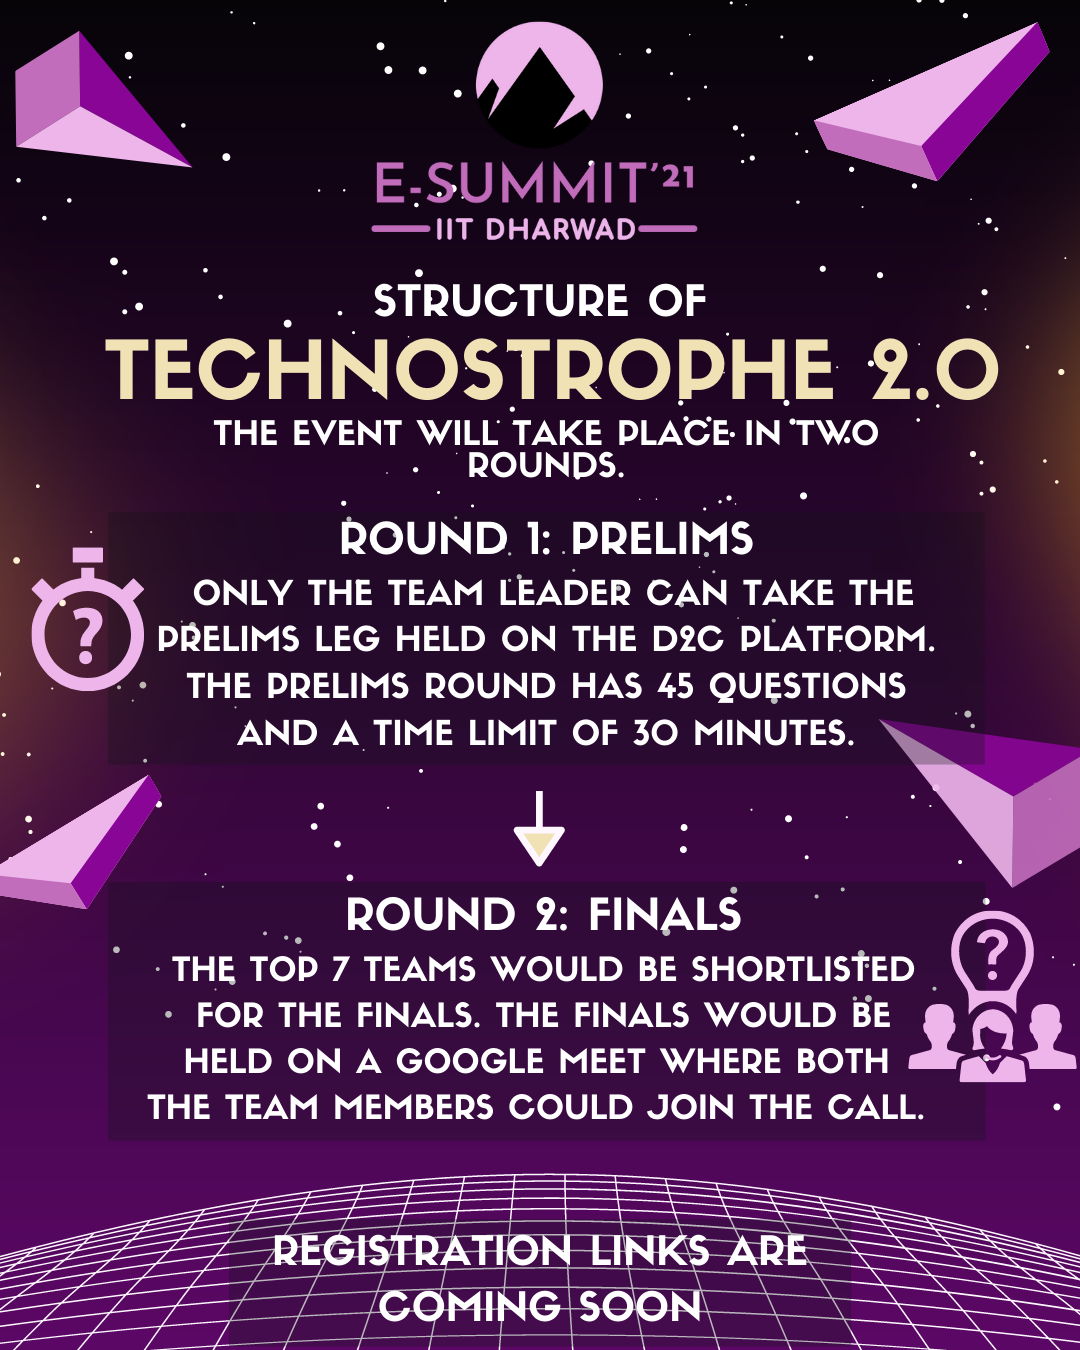 E-SUMMIT'21
IIT DHARWAD
STRUCTURE OF
TECHNOSTROPHE 2.0
THE EVENT WILL TAKE PLACE IN TWO
ROUNDS.
ROUND 1: PRELIMS
ONLY THE TEAM LEADER CAN TAKE THE
PRELIMS LEG HELD ON THE D2C PLATFORM.
THE PRELIMS ROUND HAS 45 QUESTIONS
AND A TIME LIMIT OF 30 MINUTES.
?
ROUND 2: FINALS
THE TOP 7 TEAMS WOULD BE SHORTLISTED
FOR THE FINALS. THE FINALS WOULD BE
HELD ON A GOOGLE MEET WHERE BOTH
THE TEAM MEMBERS COULD JOIN THE CALL.
?
REGISTRATION LINKS ARE
COMING SOON